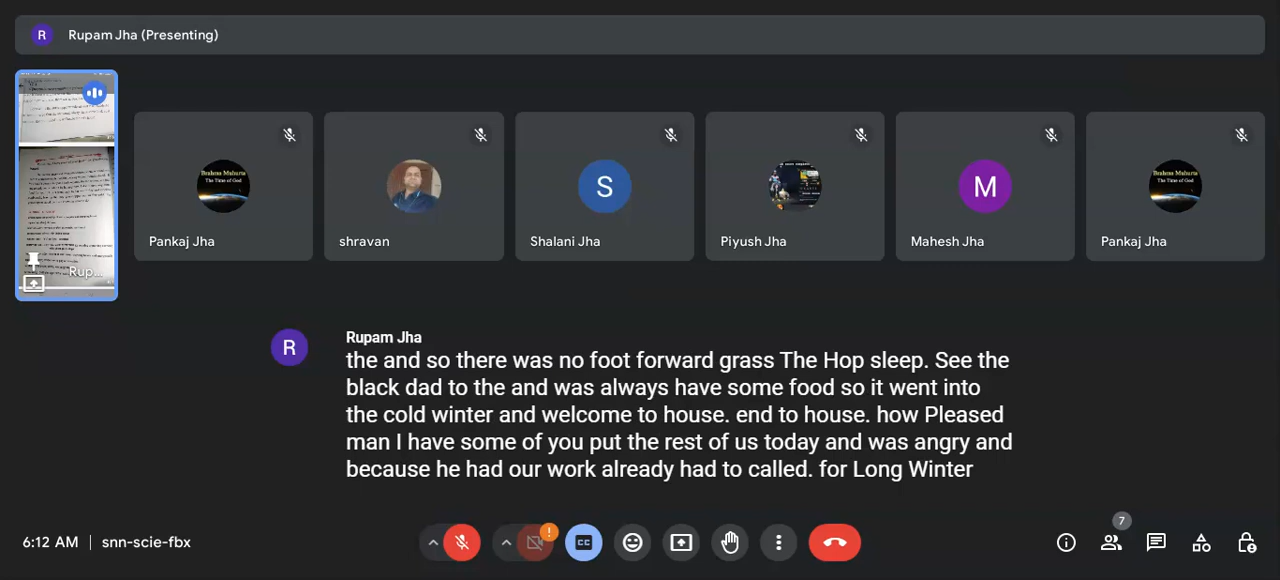 R
Rupam Jha (Presenting)
Rup...
Pankaj Jha
shravan
S
Shalani Jha
Piyush Jha
M
Mahesh Jha
Pankaj Jha
Brahma Muhurta
The Time of God
Brahma Muhurta
The Time of God
R
Rupam Jha
the and so there was no foot forward grass The Hop sleep. See the
black dad to the and was always have some food so it went into
the cold winter and welcome to house. end to house. how Pleased
man I have some of you put the rest of us today and was angry and
because he had our work already had to called. for Long Winter
6:12 AM | snn-scie-fbx
CC
7